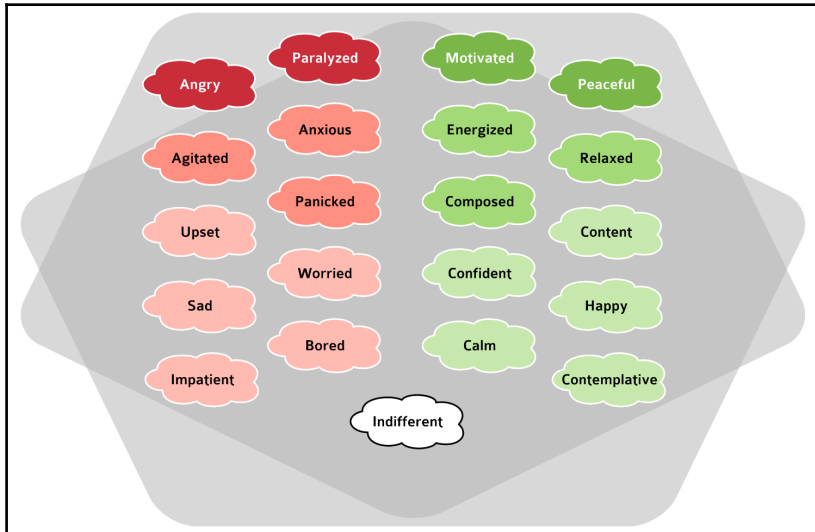 Paralyzed
Motivated
Angry
Peaceful
Anxious
Energized
Agitated
Relaxed
Panicked
Composed
Upset
Content
Worried
Confident
Sad
Happy
Bored
Calm
Impatient
Contemplative
Indifferent